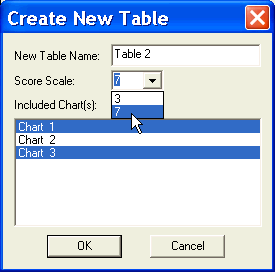 Create New Table
New Table Name: Table 2
Score Scale: 7
3
Included Chart(s): 7
Chart 1
Chart 2
Chart 3
OK Cancel